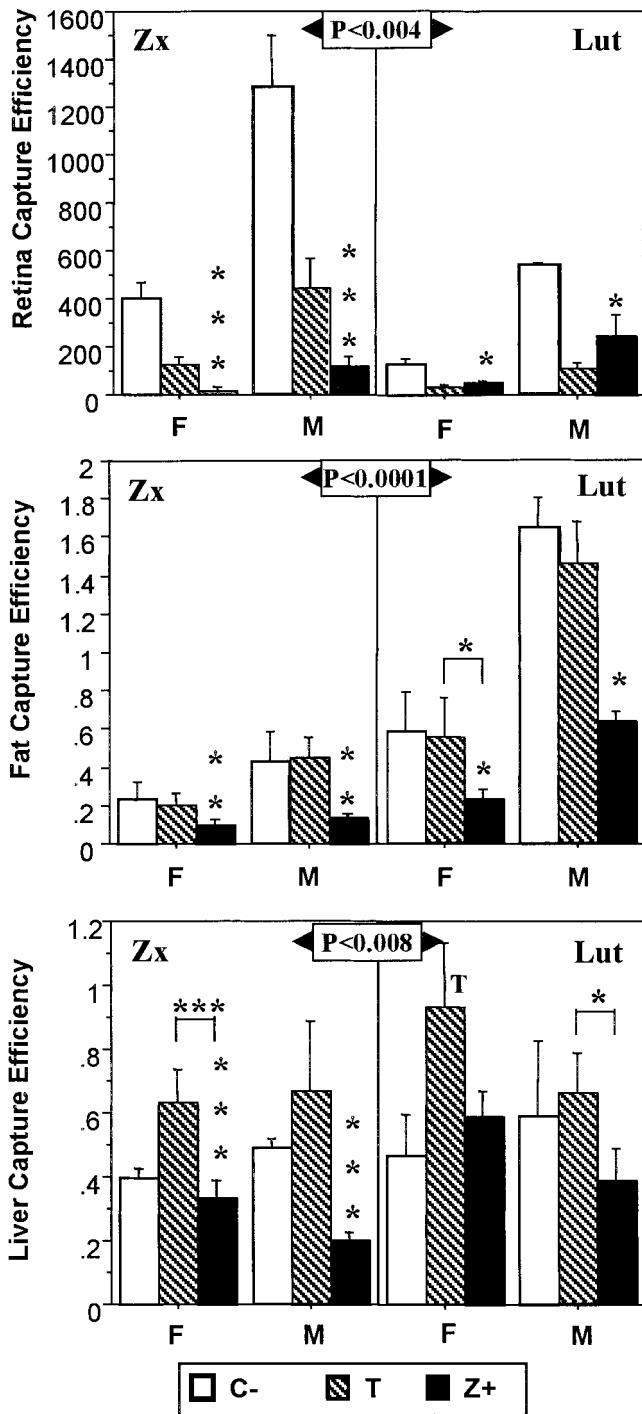 Retina Capture Efficiency
1600
1400
1200
1000
800
600
400
200
0
Zx
P<0.004
Lut
*
*
*
*
*
*
*
*
F
M
F
M
Fat Capture Efficiency
2
1.8
1.6
1.4
1.2
1
.8
.6
.4
.2
0
Zx
P<0.0001
Lut
*
*
*
*
*
*
*
F
M
F
M
Liver Capture Efficiency
1.2
1
.8
.6
.4
.2
0
Zx
P<0.008
Lut
***
*
*
*
*
*
*
T
*
F
M
F
M
C- T Z+